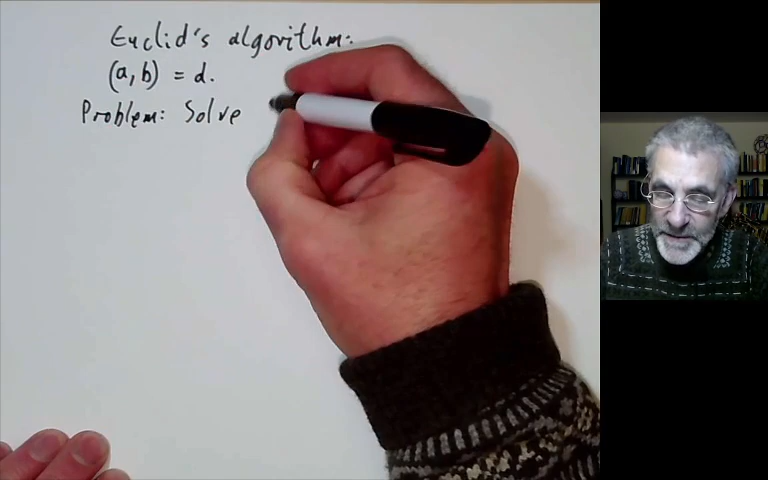 Euclid's algorithm:
(a, b) = d.
Problem: Solve